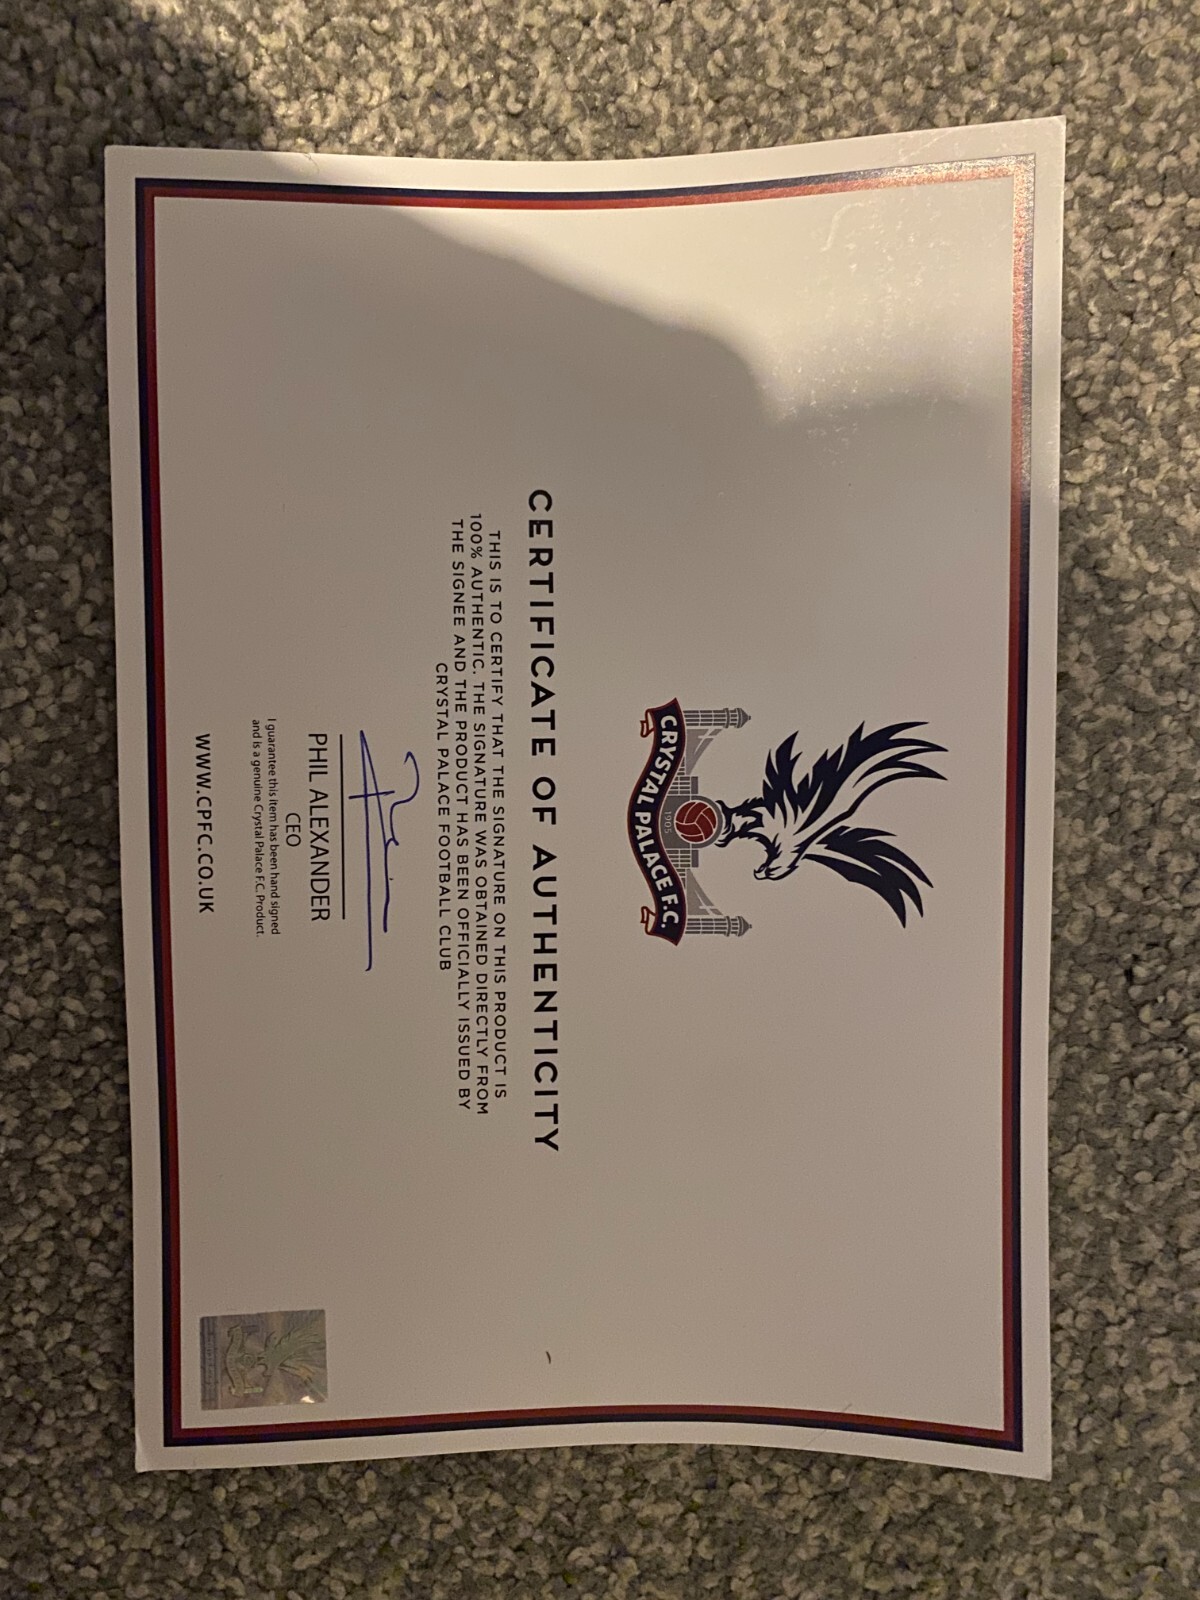 CRYSTAL PALACE F.C.
1905
CERTIFICATE OF AUTHENTICITY
THIS IS TO CERTIFY THAT THE SIGNATURE ON THIS PRODUCT IS
100% AUTHENTIC. THE SIGNATURE WAS OBTAINED DIRECTLY FROM
THE SIGNEE AND THE PRODUCT HAS BEEN OFFICIALLY ISSUED BY
CRYSTAL PALACE FOOTBALL CLUB
PHIL ALEXANDER
CEO
I guarantee this item has been hand signed
and is a genuine Crystal Palace F.C. Product.
WWW.CPFC.CO.UK